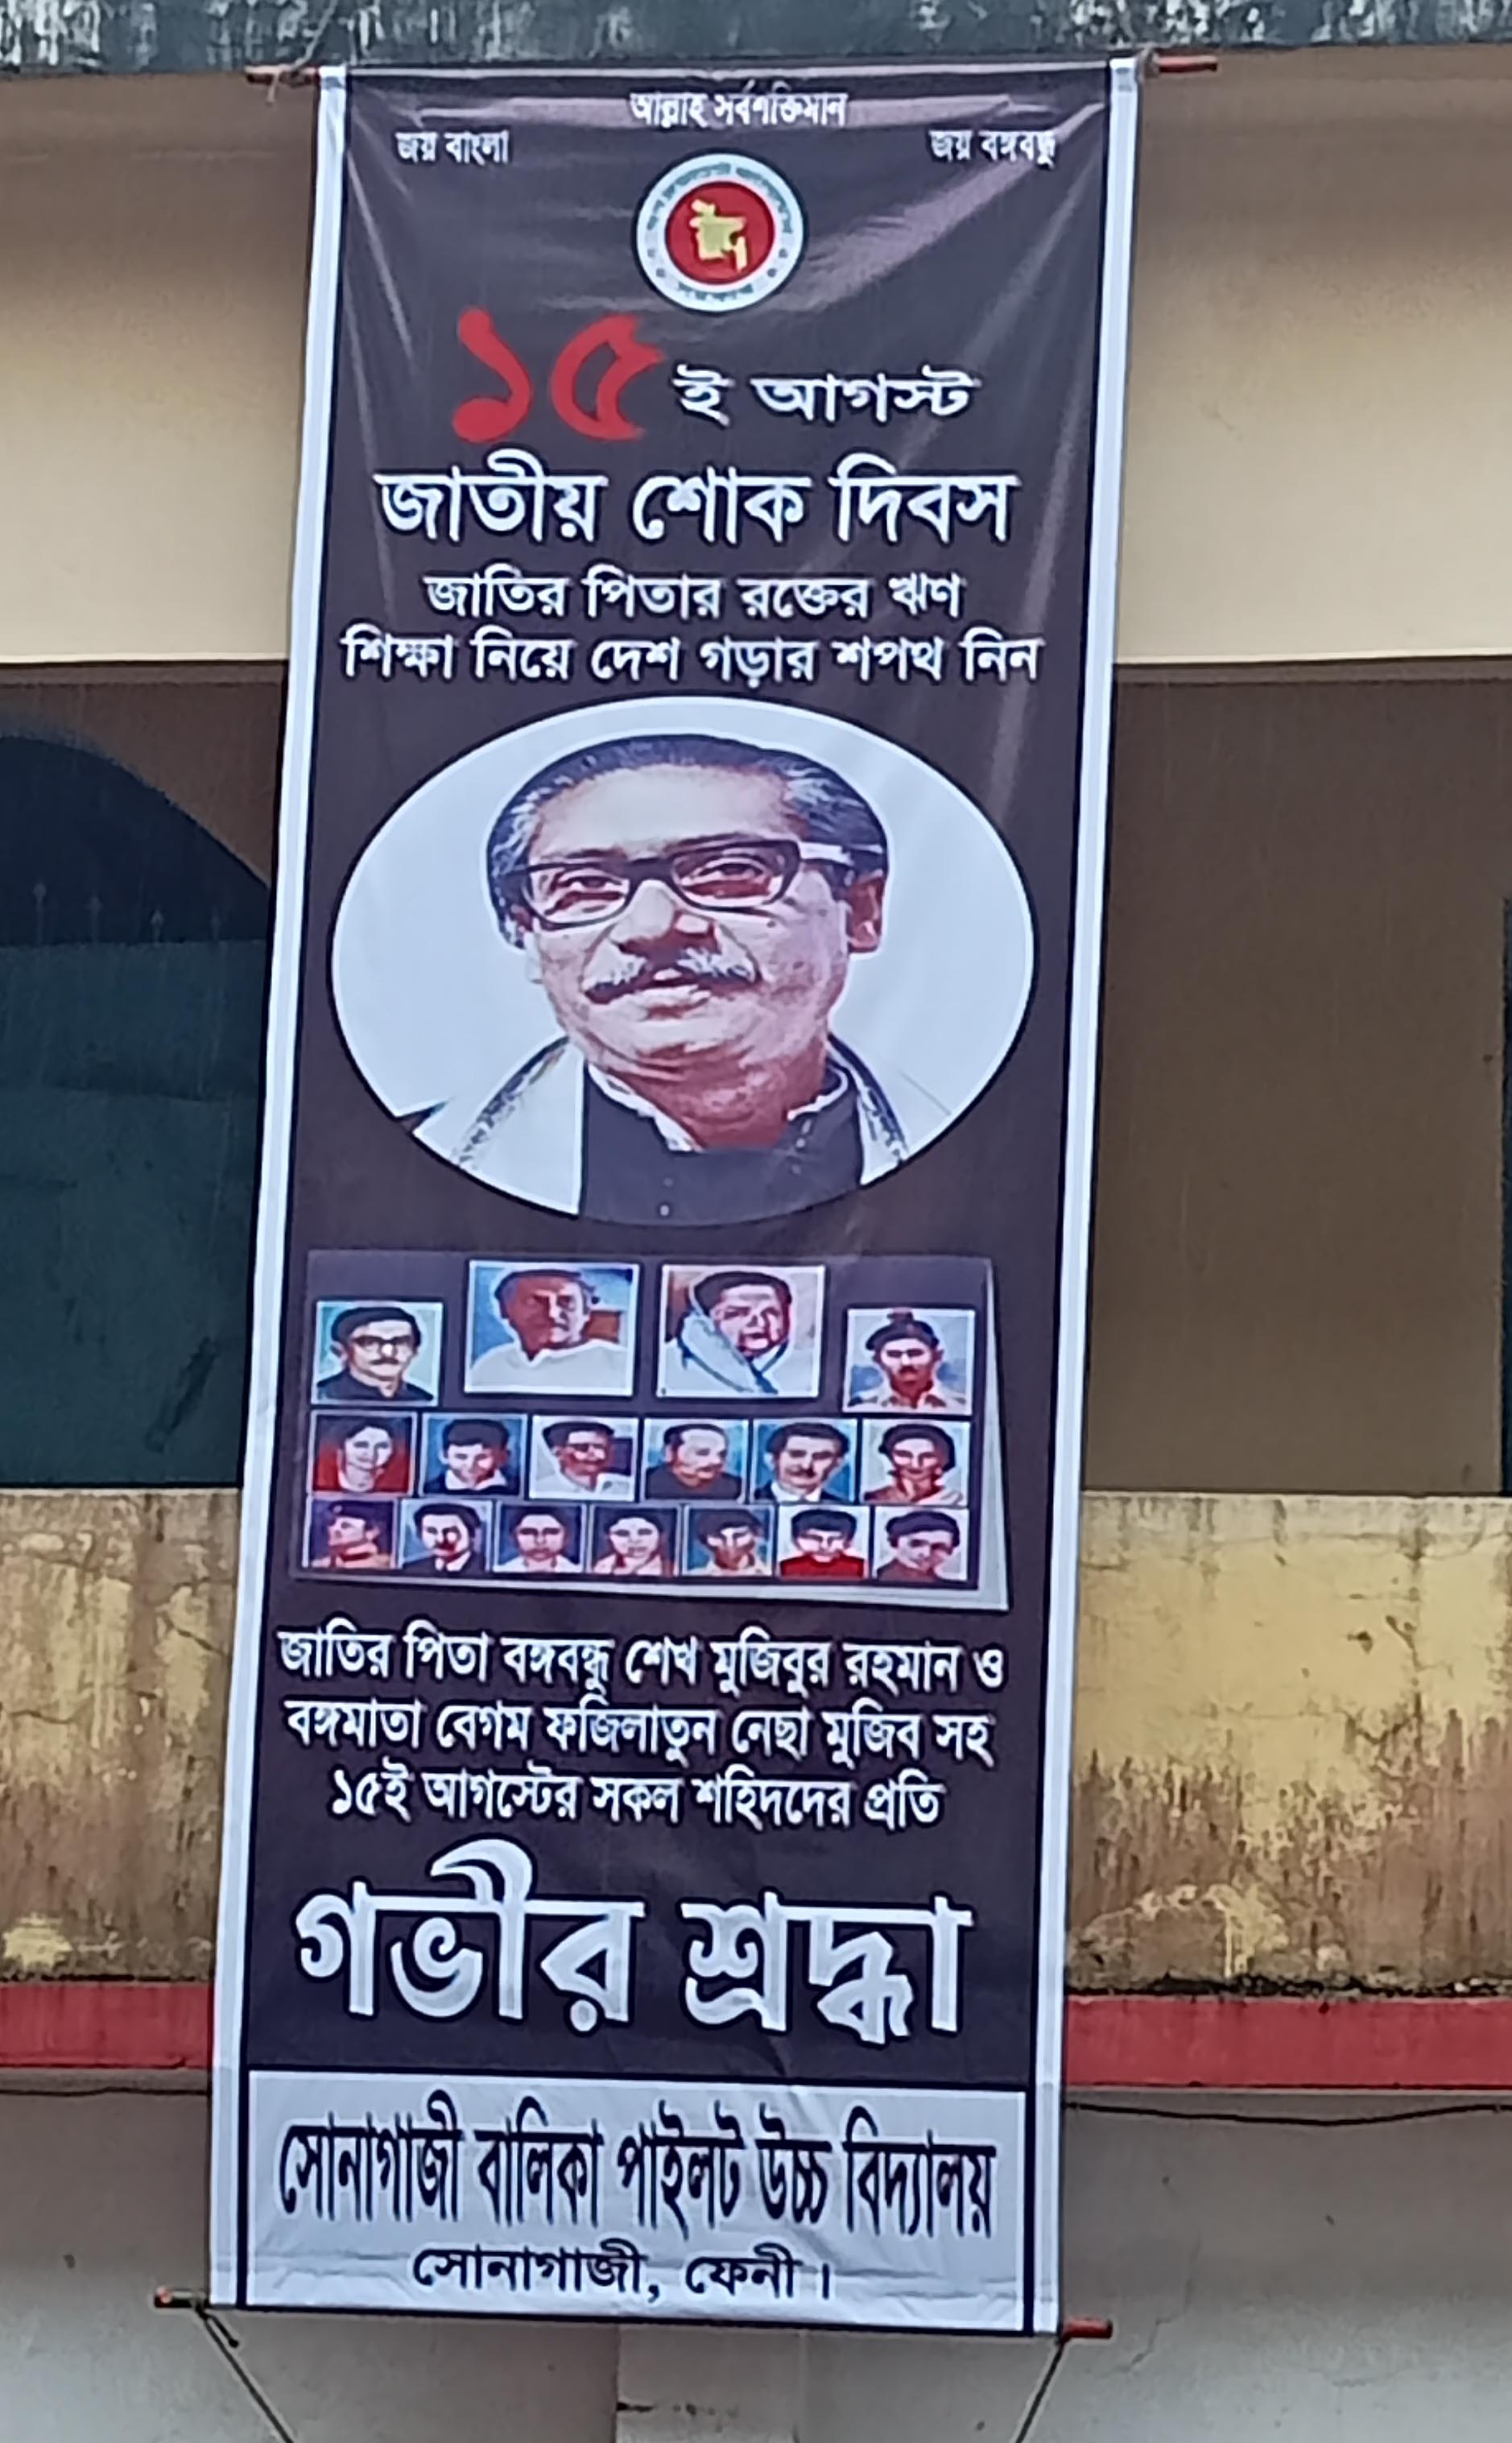 আল্লাহ সর্বশক্তিমান
জয় বাংলা
জয় বঙ্গবন্ধু
১৫ই আগস্ট
জাতীয় শোক দিবস
জাতির পিতার রক্তের ঋণ
শিক্ষা নিয়ে দেশ গড়ার শপথ নিন
জাতির পিতা বঙ্গবন্ধু শেখ মুজিবুর রহমান ও
বঙ্গমাতা বেগম ফজিলাতুন নেছা মুজিব সহ
১৫ই আগস্টের সকল শহিদদের প্রতি
গভীর শ্রদ্ধা
সোনাগাজী বালিকা পাইলট উচ্চ বিদ্যালয়
সোনাগাজী, ফেনী।